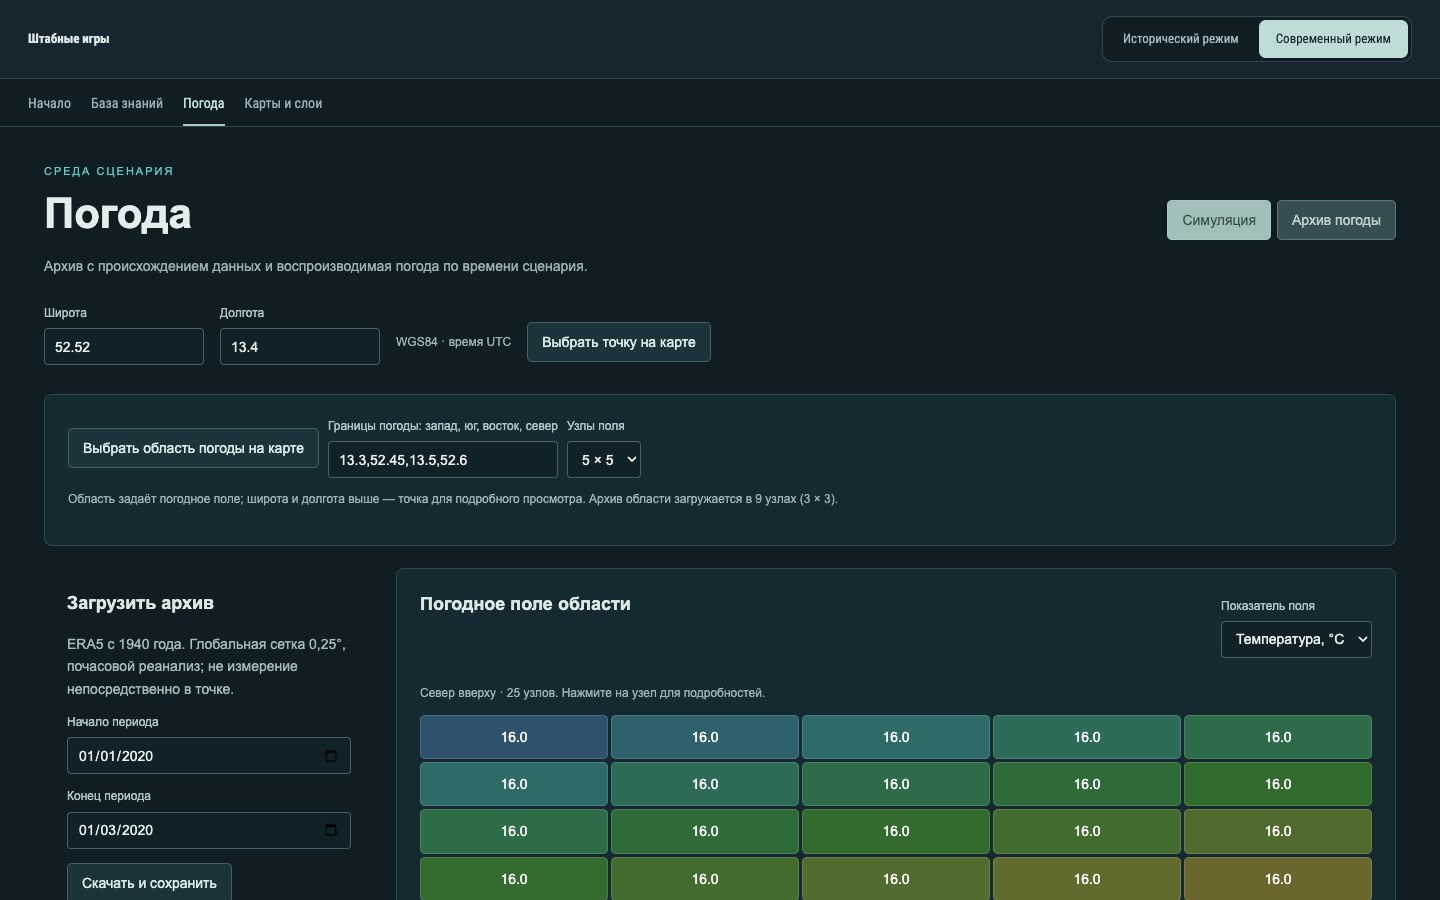 Штабные игры
Исторический режим
Современный режим
Начало
База знаний
Погода
Карты и слои
СРЕДА СЦЕНАРИЯ
Погода
Симуляция
Архив погоды
Архив с происхождением данных и воспроизводимая погода по времени сценария.
Широта
Долгота
52.52
13.4
WGS84 · время UTC
Выбрать точку на карте
Выбрать область погоды на карте
Границы погоды: запад, юг, восток, север
Узлы поля
13.3,52.45,13.5,52.6
5 × 5
Область задаёт погодное поле; широта и долгота выше — точка для подробного просмотра. Архив области загружается в 9 узлах (3 × 3).
Загрузить архив
ERA5 с 1940 года. Глобальная сетка 0,25°,
почасовой реанализ; не измерение
непосредственно в точке.
Начало периода
01/01/2020
Конец периода
01/03/2020
Скачать и сохранить
Погодное поле области
Показатель поля
Температура, °C
Север вверху · 25 узлов. Нажмите на узел для подробностей.
16.0 16.0 16.0 16.0 16.0
16.0 16.0 16.0 16.0 16.0
16.0 16.0 16.0 16.0 16.0
16.0 16.0 16.0 16.0 16.0